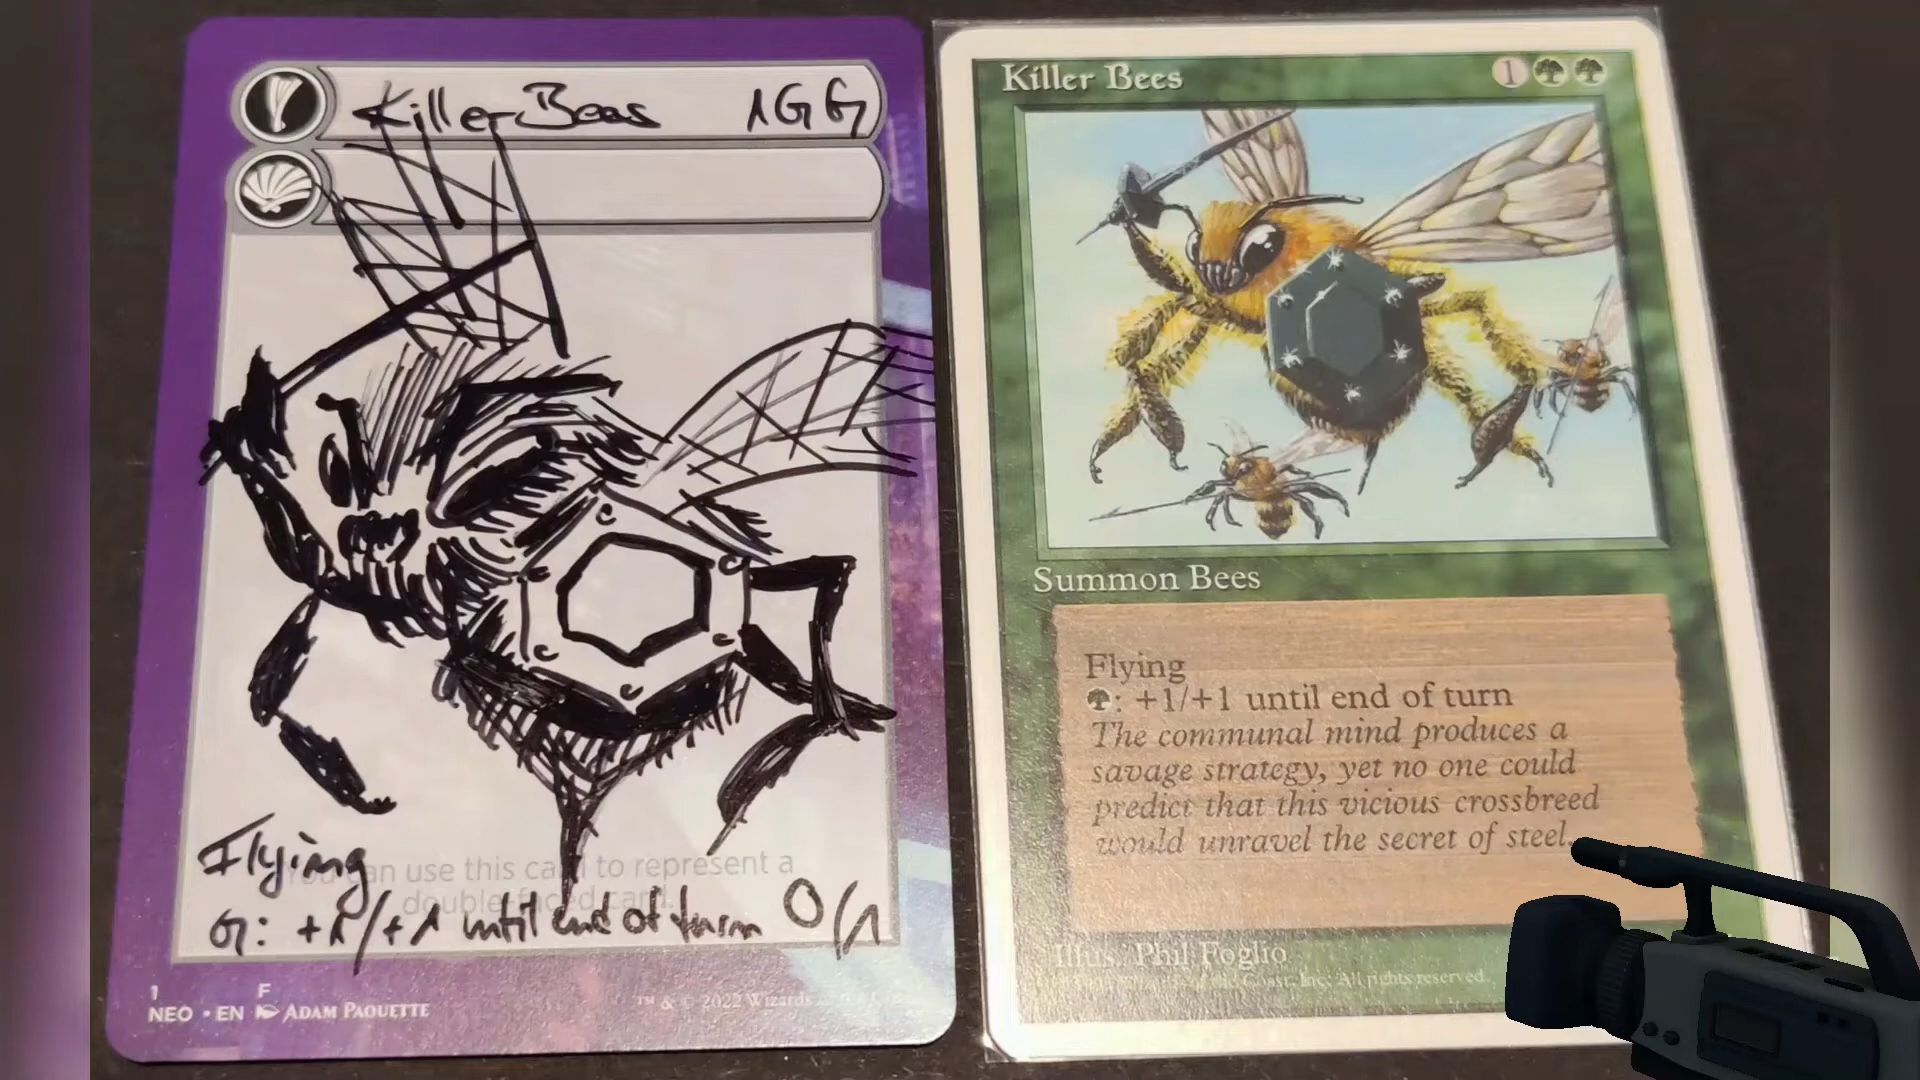 Killer Bees 1GG
You can use this card to represent a
double-faced card.
Flying
G: +1/+1 until end of turn 0/1
1 F
NEO • EN ADAM PAQUETTE
™ & © 2022 Wizards
Killer Bees 1
Summon Bees
Flying
: +1/+1 until end of turn
The communal mind produces a
savage strategy, yet no one could
predict that this vicious crossbreed
would unravel the secret of steel.
Illus. Phil Foglio
of the Coast, Inc. All rights reserved.